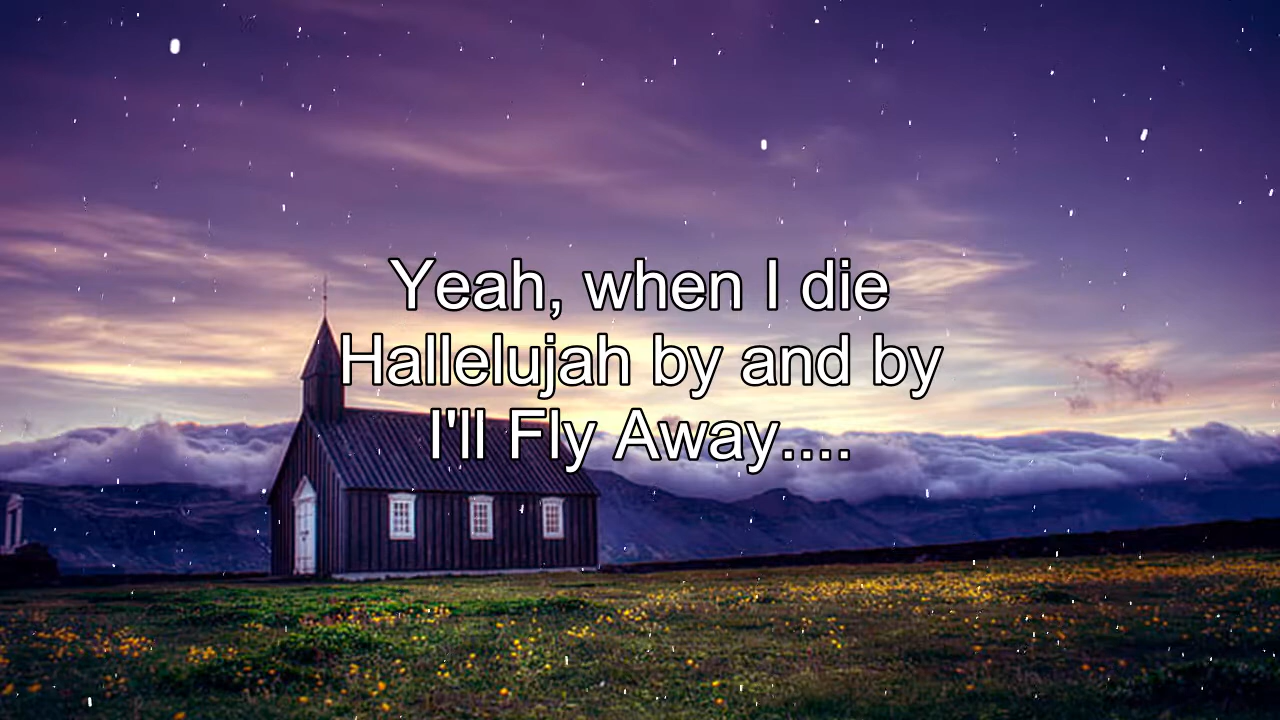 Yeah, when I die
Hallelujah by and by
I'll Fly Away....